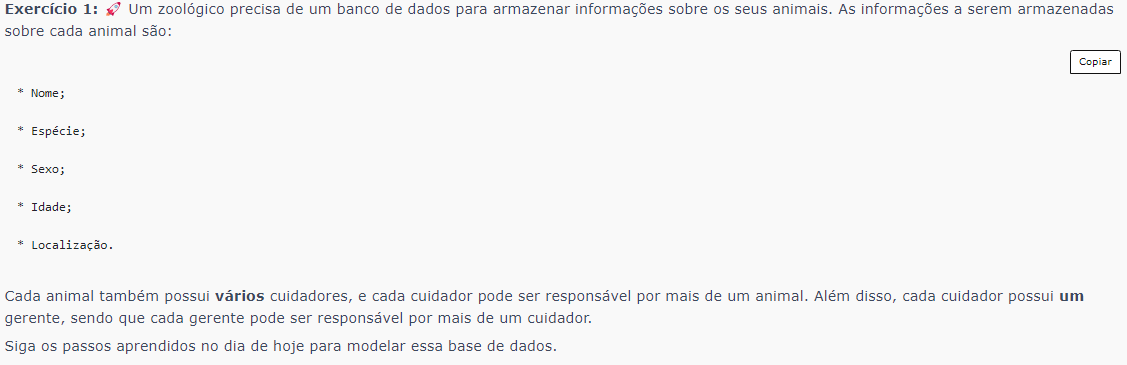 Exercício 1: 🚀 Um zoológico precisa de um banco de dados para armazenar informações sobre os seus animais. As informações a serem armazenadas
sobre cada animal são:
Copiar
* Nome;
* Espécie;
* Sexo;
* Idade;
* Localização.
Cada animal também possui vários cuidadores, e cada cuidador pode ser responsável por mais de um animal. Além disso, cada cuidador possui um
gerente, sendo que cada gerente pode ser responsável por mais de um cuidador.
Siga os passos aprendidos no dia de hoje para modelar essa base de dados.